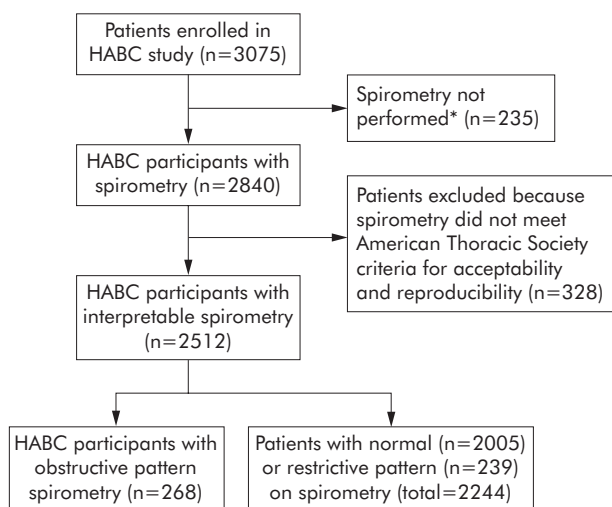 Patients enrolled in
HABC study (n=3075)
Spirometry not
performed* (n=235)
HABC participants with
spirometry (n=2840)
Patients excluded because
spirometry did not meet
American Thoracic Society
criteria for acceptability
and reproducibility (n=328)
HABC participants with
interpretable spirometry
(n=2512)
HABC participants with
obstructive pattern
spirometry (n=268)
Patients with normal (n=2005)
or restrictive pattern (n=239)
on spirometry (total=2244)